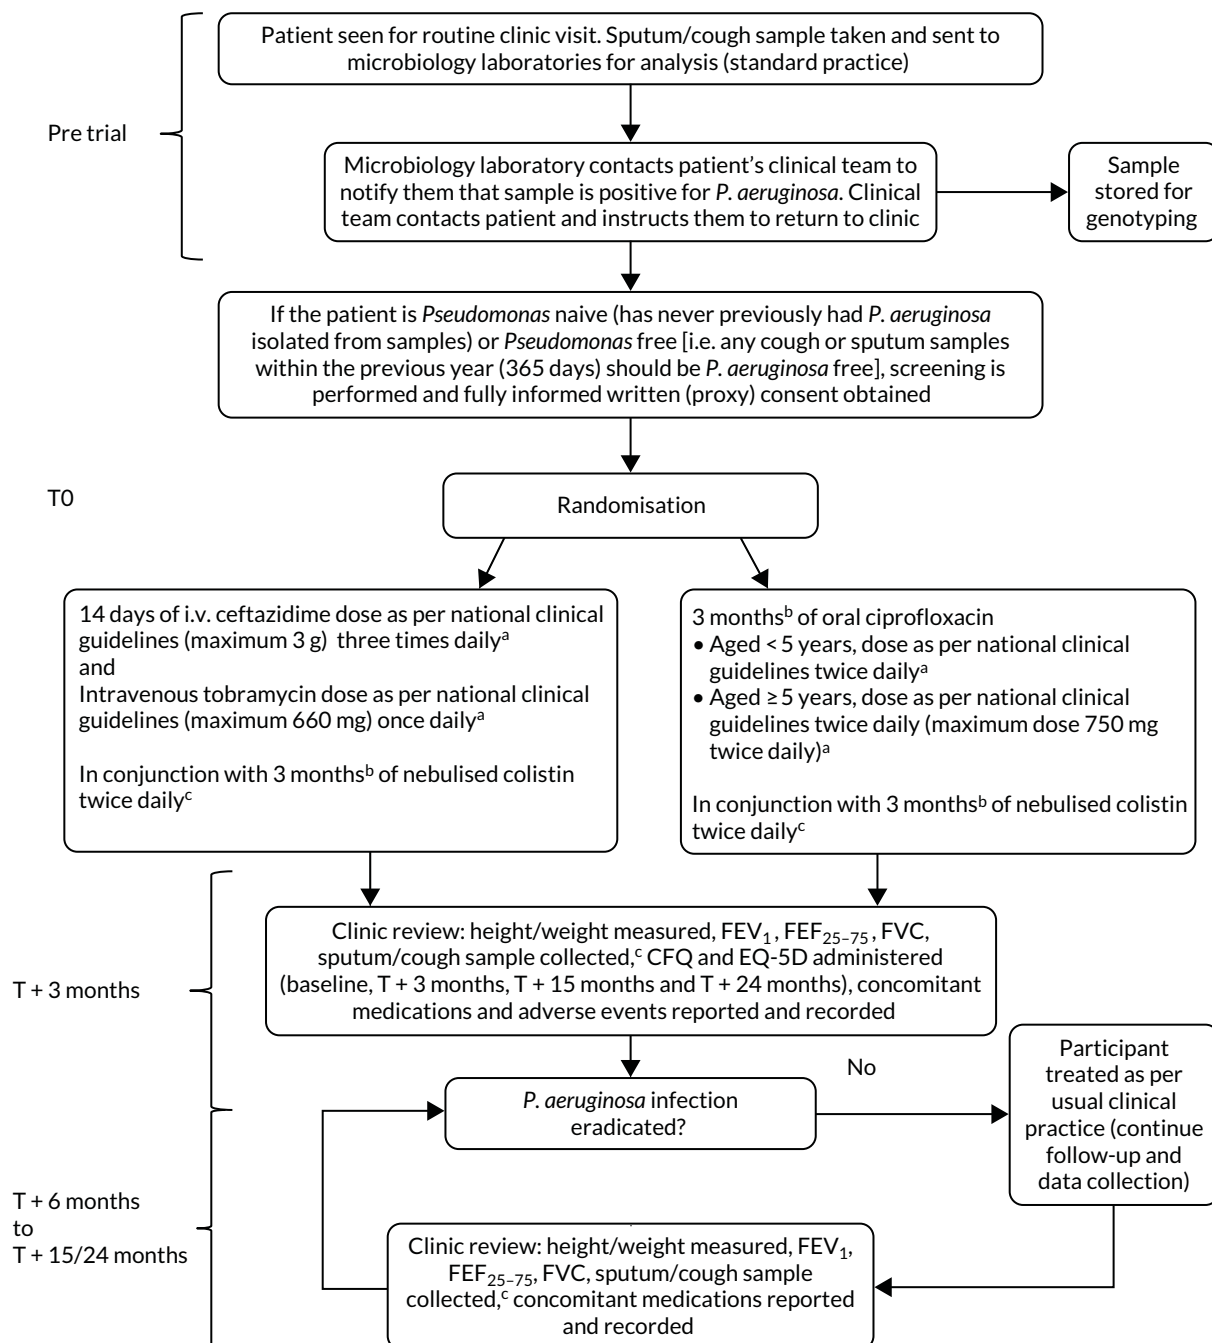 Patient seen for routine clinic visit. Sputum/cough sample taken and sent to
microbiology laboratories for analysis (standard practice)
Pre trial
Microbiology laboratory contacts patient’s clinical team to
notify them that sample is positive for P. aeruginosa. Clinical
team contacts patient and instructs them to return to clinic
Sample
stored for
genotyping
If the patient is Pseudomonas naive (has never previously had P. aeruginosa
isolated from samples) or Pseudomonas free [i.e. any cough or sputum samples
within the previous year (365 days) should be P. aeruginosa free], screening is
performed and fully informed written (proxy) consent obtained
T0
Randomisation
14 days of i.v. ceftazidime dose as per national clinical
guidelines (maximum 3 g) three times dailyᵃ
and
Intravenous tobramycin dose as per national clinical
guidelines (maximum 660 mg) once dailyᵃ
In conjunction with 3 monthsᵇ of nebulised colistin
twice dailyᶜ
3 monthsᵇ of oral ciprofloxacin
• Aged < 5 years, dose as per national clinical
guidelines twice dailyᵃ
• Aged ≥ 5 years, dose as per national clinical
guidelines twice daily (maximum dose 750 mg
twice daily)ᵃ
In conjunction with 3 monthsᵇ of nebulised colistin
twice dailyᶜ
T + 3 months
Clinic review: height/weight measured, FEV₁, FEF₂₅₋₇₅, FVC,
sputum/cough sample collected,ᶜ CFQ and EQ-5D administered
(baseline, T + 3 months, T + 15 months and T + 24 months), concomitant
medications and adverse events reported and recorded
P. aeruginosa infection
eradicated?
No
Participant
treated as per
usual clinical
practice (continue
follow-up and
data collection)
T + 6 months
to
T + 15/24 months
Clinic review: height/weight measured, FEV₁,
FEF₂₅₋₇₅, FVC, sputum/cough sample
collected,ᶜ concomitant medications reported
and recorded